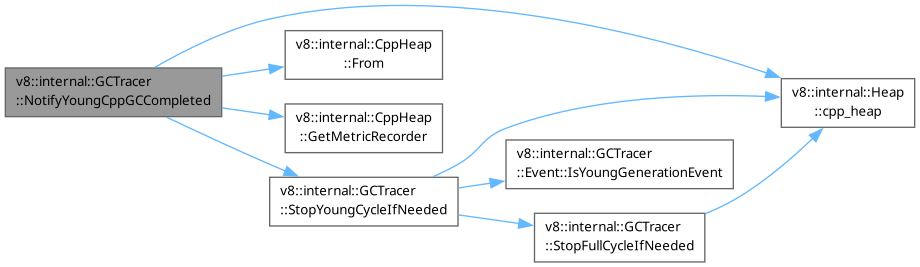 v8::internal::GCTracer
::NotifyYoungCppGCCompleted
v8::internal::CppHeap
::From
v8::internal::CppHeap
::GetMetricRecorder
v8::internal::GCTracer
::StopYoungCycleIfNeeded
v8::internal::GCTracer
::Event::IsYoungGenerationEvent
v8::internal::GCTracer
::StopFullCycleIfNeeded
v8::internal::Heap
::cpp_heap